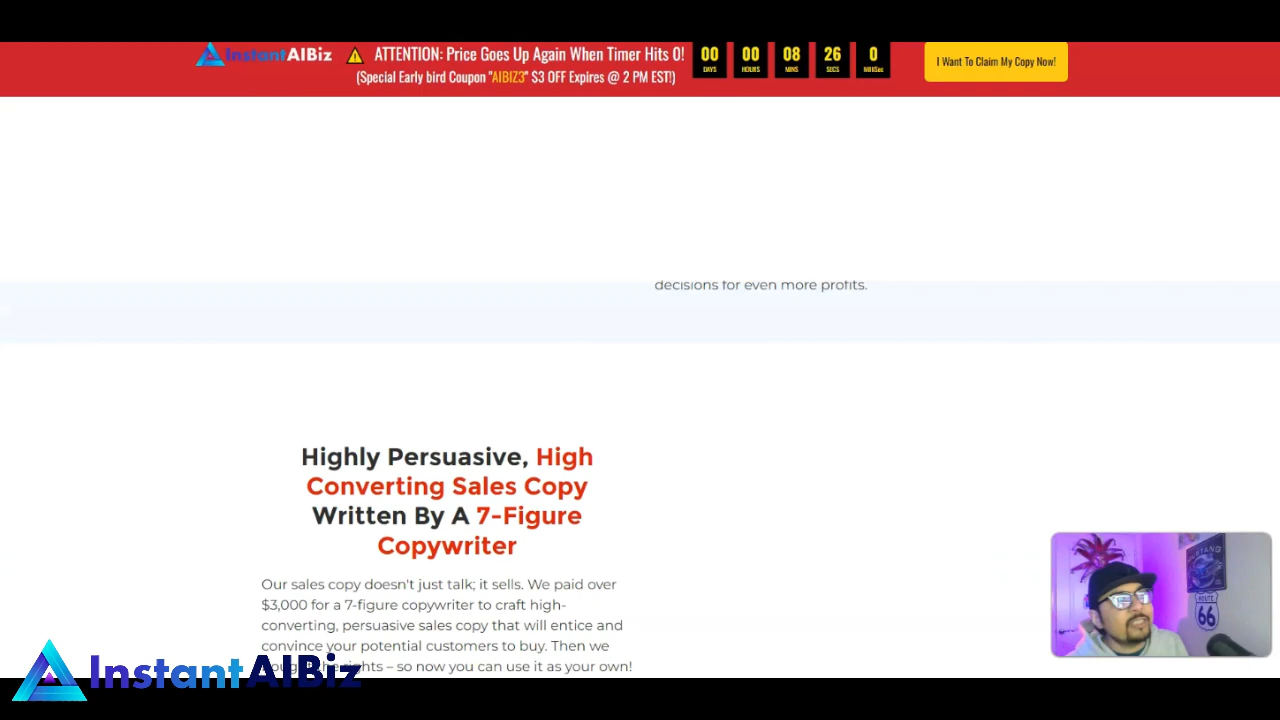 InstantAIBiz
ATTENTION: Price Goes Up Again When Timer Hits 0!
(Special Early bird Coupon "AIBIZ3" $3 OFF Expires @ 2 PM EST!)
00 00 08 26 0
DAYS HOURS MINS SECS MilliSec
I Want To Claim My Copy Now!
decisions for even more profits.
Highly Persuasive, High
Converting Sales Copy
Written By A 7-Figure
Copywriter
Our sales copy doesn't just talk; it sells. We paid over
$3,000 for a 7-figure copywriter to craft high-
converting, persuasive sales copy that will entice and
convince your potential customers to buy. Then we
rights – so now you can use it as your own!
MUSTANG
ROUTE
66
InstantAIBiz